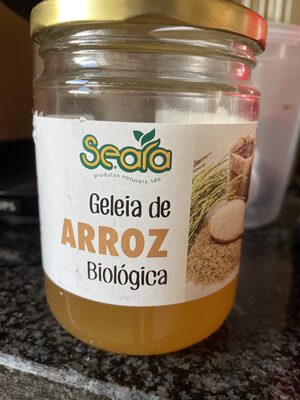 Seara
produtos naturais, lda.
Geleia de
ARROZ
Biológica